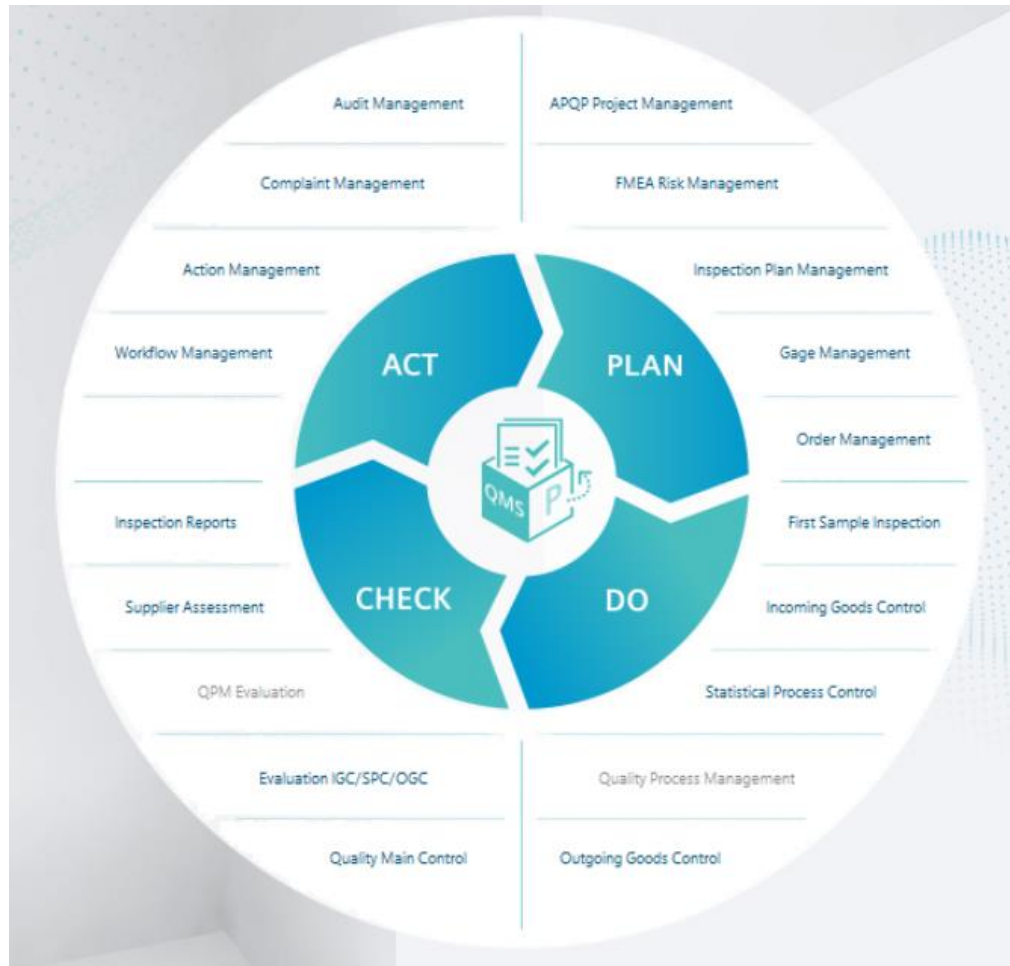 Audit Management
APQP Project Management
Complaint Management
FMEA Risk Management
Action Management
Inspection Plan Management
Workflow Management
Gage Management
ACT
PLAN
Order Management
QMS
P
Inspection Reports
First Sample Inspection
CHECK
DO
Supplier Assessment
Incoming Goods Control
QPM Evaluation
Statistical Process Control
Evaluation IGC/SPC/OGC
Quality Process Management
Quality Main Control
Outgoing Goods Control